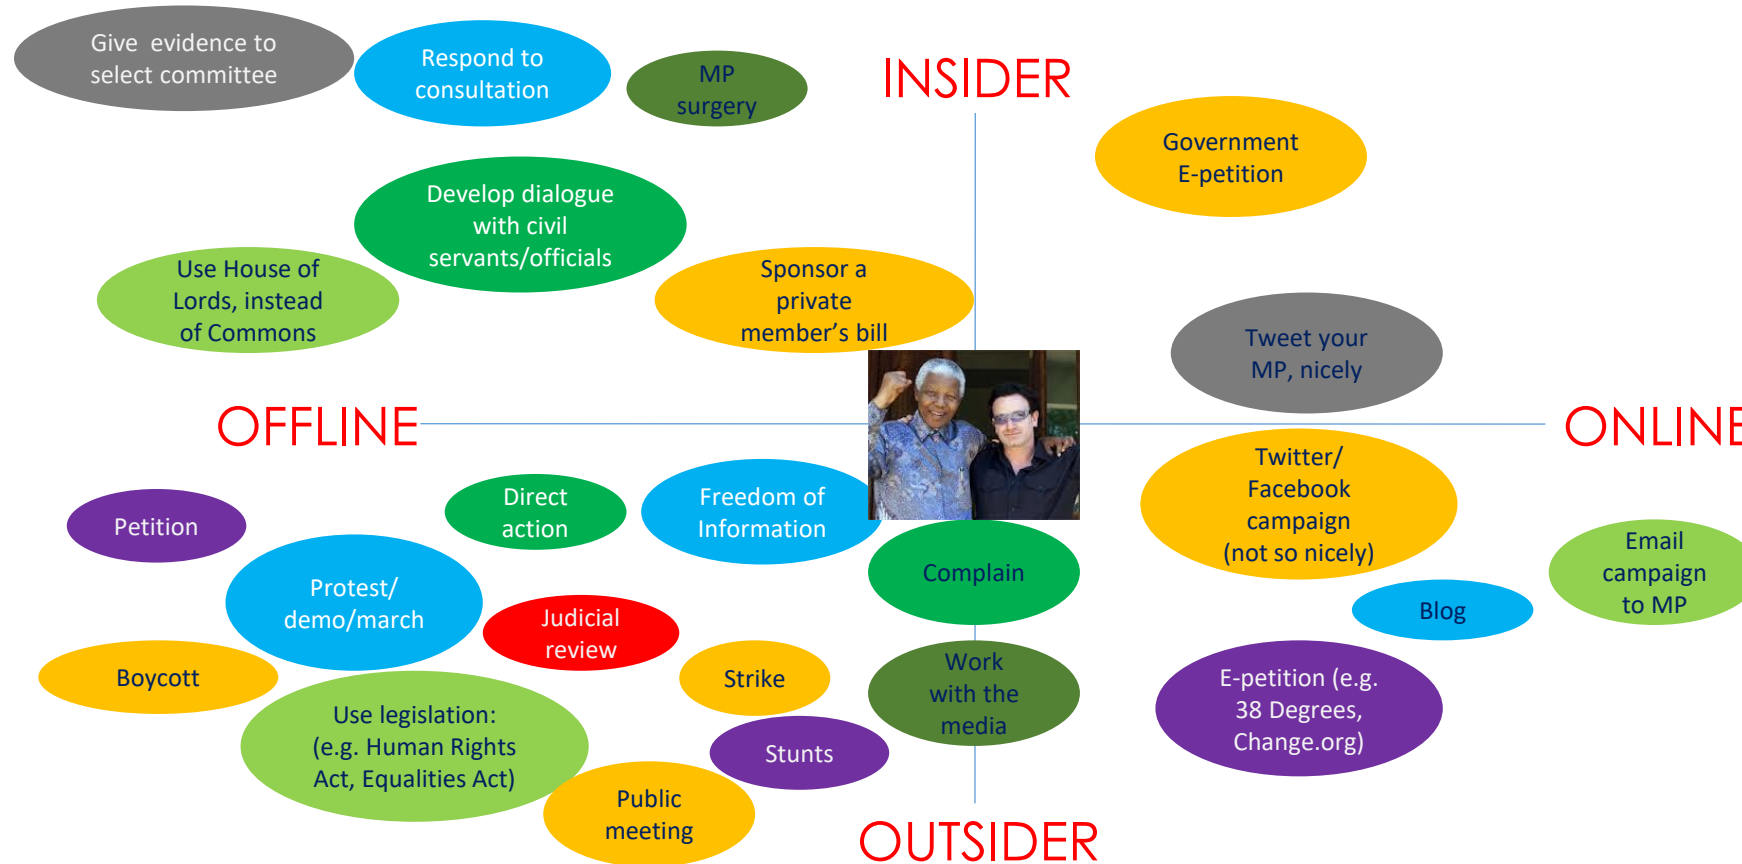 Give  evidence to
select committee
Respond to
consultation
MP
surgery
INSIDER
Government
E-petition
Develop dialogue
with civil
servants/officials
Use House of
Lords, instead
of Commons
Sponsor a
private
member’s bill
Tweet your
MP, nicely
OFFLINE
ONLINE
Petition
Direct
action
Freedom of
Information
Twitter/
Facebook
campaign
(not so nicely)
Protest/
demo/march
Judicial
review
Complain
Blog
Email
campaign
to MP
Boycott
Use legislation:
(e.g. Human Rights
Act, Equalities Act)
Strike
Work
with the
media
E-petition (e.g.
38 Degrees,
Change.org)
Stunts
Public
meeting
OUTSIDER